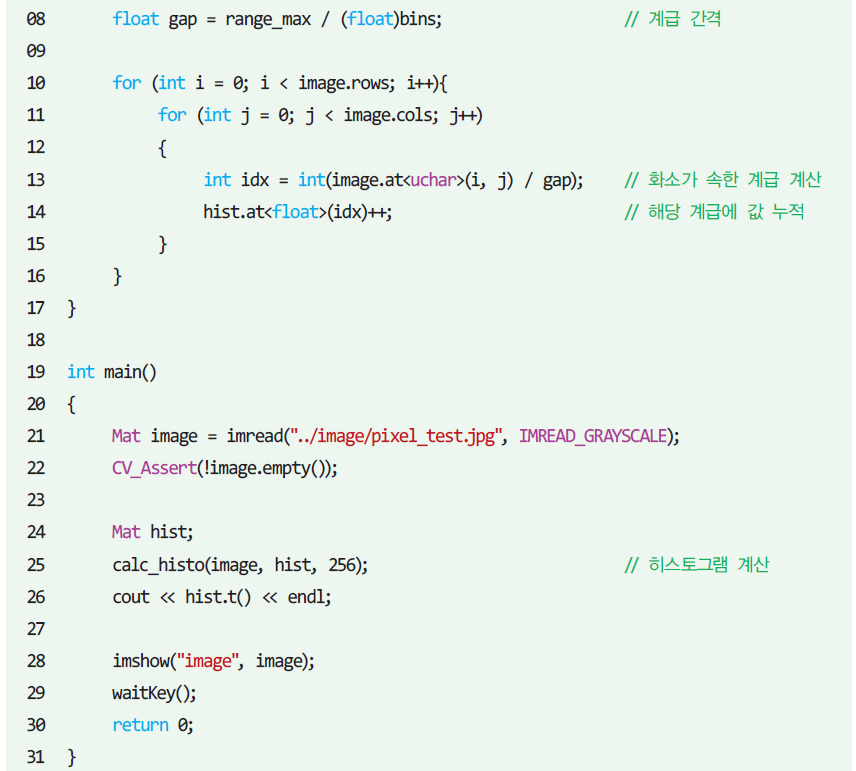 08 float gap = range_max / (float)bins; // 계급 간격
09
10 for (int i = 0; i < image.rows; i++){
11 for (int j = 0; j < image.cols; j++)
12 {
13 int idx = int(image.at<uchar>(i, j) / gap); // 화소가 속한 계급 계산
14 hist.at<float>(idx)++; // 해당 계급에 값 누적
15 }
16 }
17 }
18
19 int main()
20 {
21 Mat image = imread("../image/pixel_test.jpg", IMREAD_GRAYSCALE);
22 CV_Assert(!image.empty());
23
24 Mat hist;
25 calc_histo(image, hist, 256); // 히스토그램 계산
26 cout << hist.t() << endl;
27
28 imshow("image", image);
29 waitKey();
30 return 0;
31 }